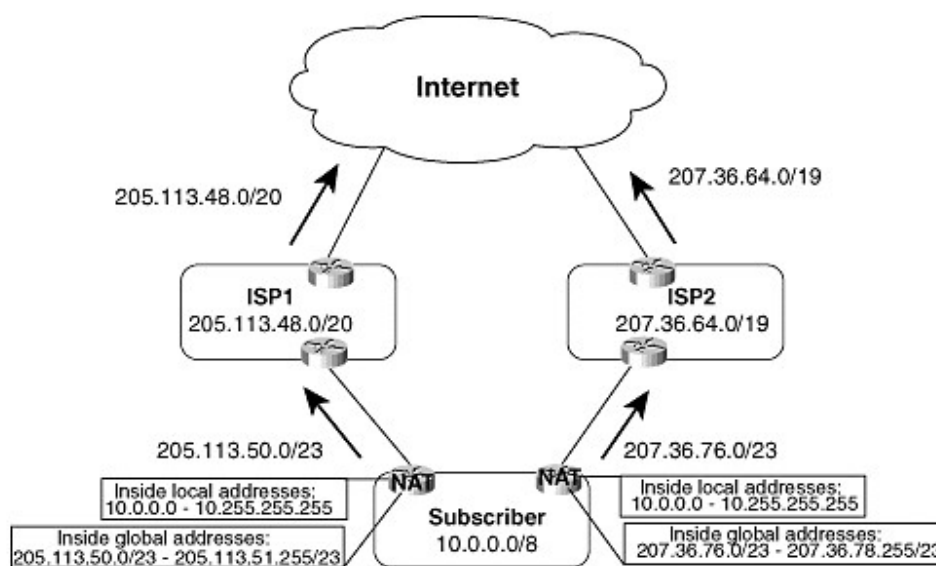 Internet
205.113.48.0/20
207.36.64.0/19
ISP1
205.113.48.0/20
ISP2
207.36.64.0/19
205.113.50.0/23
207.36.76.0/23
NAT
NAT
Inside local addresses:
10.0.0.0 - 10.255.255.255
Inside local addresses:
10.0.0.0 - 10.255.255.255
Subscriber
10.0.0.0/8
Inside global addresses:
205.113.50.0/23 - 205.113.51.255/23
Inside global addresses:
207.36.76.0/23 - 207.36.78.255/23